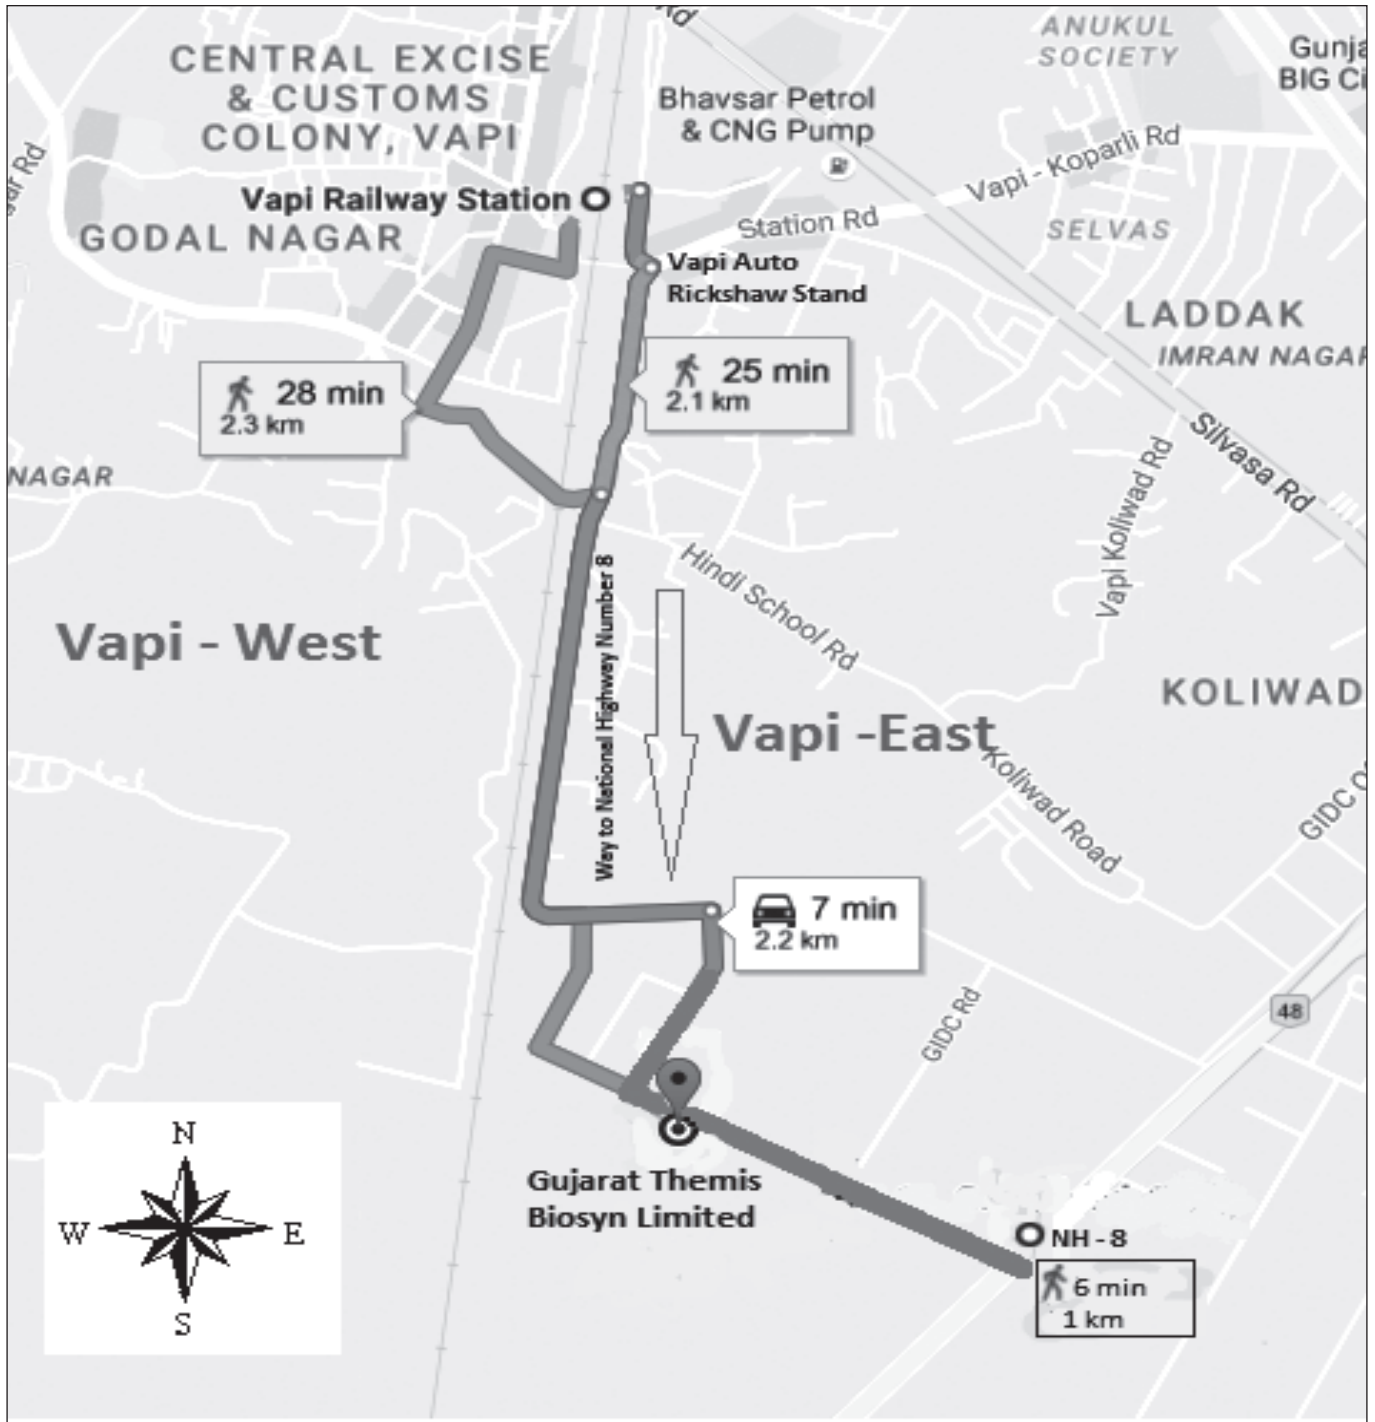 Rd
ANUKUL
SOCIETY
CENTRAL EXCISE
& CUSTOMS
COLONY, VAPI
Bhavsar Petrol
& CNG Pump
Vapi - Koparli Rd
Rd
Vapi Railway Station
GODAL NAGAR
Station Rd
SELVAS
Vapi Auto
Rickshaw Stand
LADDAK
IMRAN NAGAR
28 min
2.3 km
25 min
2.1 km
Silvasa Rd
NAGAR
Vapi Koliwad Rd
Hindi School Rd
Way to National Highway Number 8
Vapi - West
KOLIWAD
Vapi -East
Koliwad Road
GIDC
7 min
2.2 km
GIDC Rd
48
N
W E
S
Gujarat Themis
Biosyn Limited
NH - 8
6 min
1 km